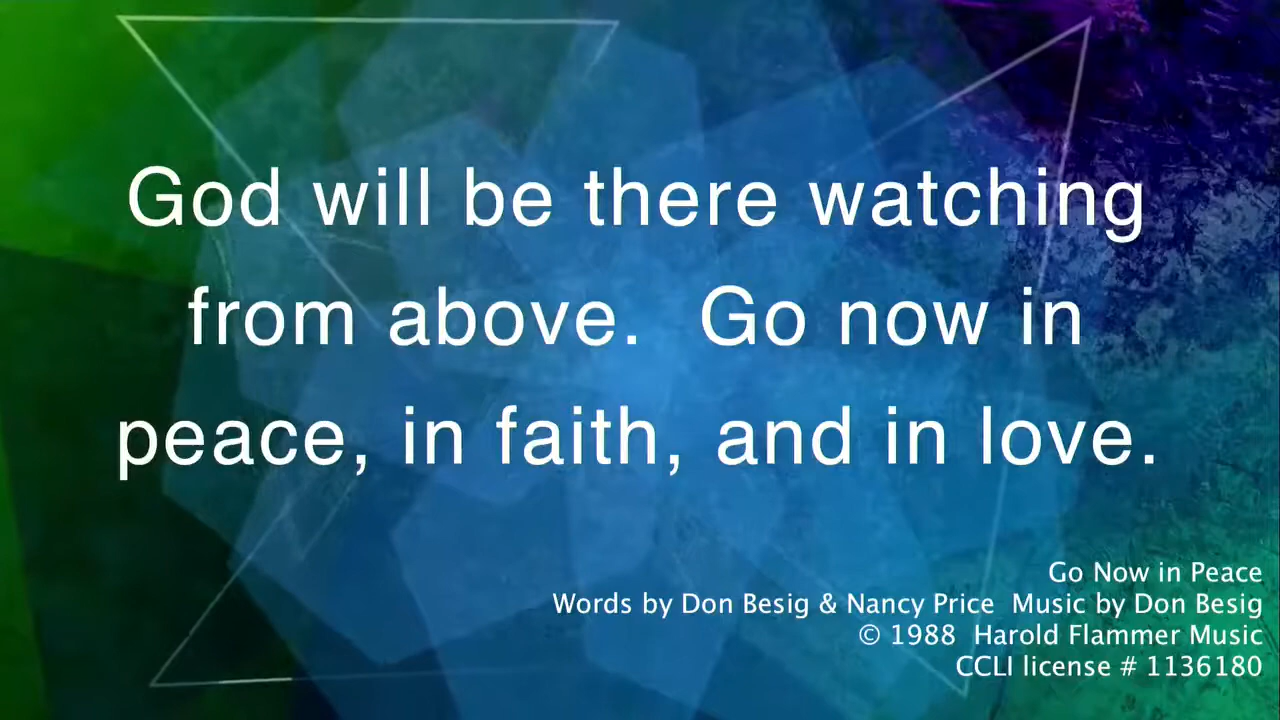 God will be there watching
from above.  Go now in
peace, in faith, and in love.
Go Now in Peace
Words by Don Besig & Nancy Price  Music by Don Besig
© 1988  Harold Flammer Music
CCLI license # 1136180